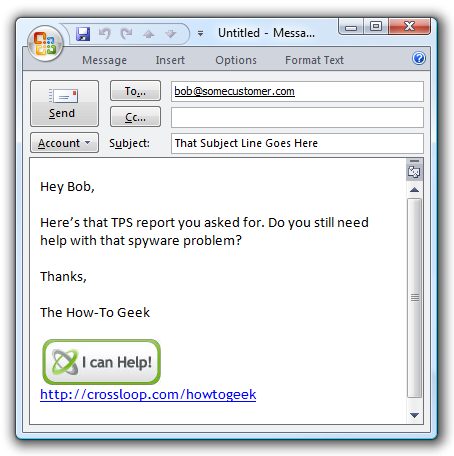 Untitled - Messa...
Message Insert Options Format Text
Send
To...
bob@somecustomer.com
Cc...
Account
Subject:
That Subject Line Goes Here
Hey Bob,
Here's that TPS report you asked for. Do you still need
help with that spyware problem?
Thanks,
The How-To Geek
I can Help!
http://crossloop.com/howtogeek